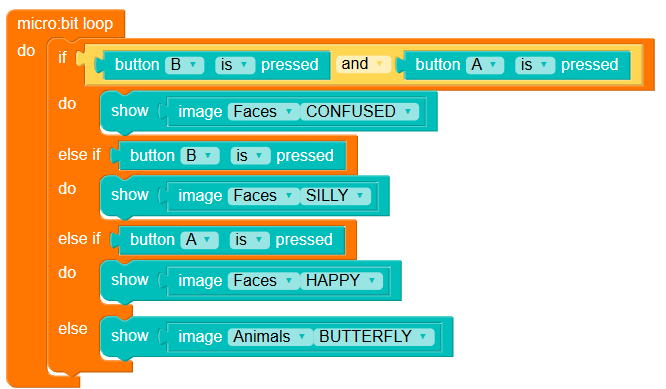 micro:bit loop
do if button B is pressed and button A is pressed
do show image Faces CONFUSED
else if button B is pressed
do show image Faces SILLY
else if button A is pressed
do show image Faces HAPPY
else show image Animals BUTTERFLY